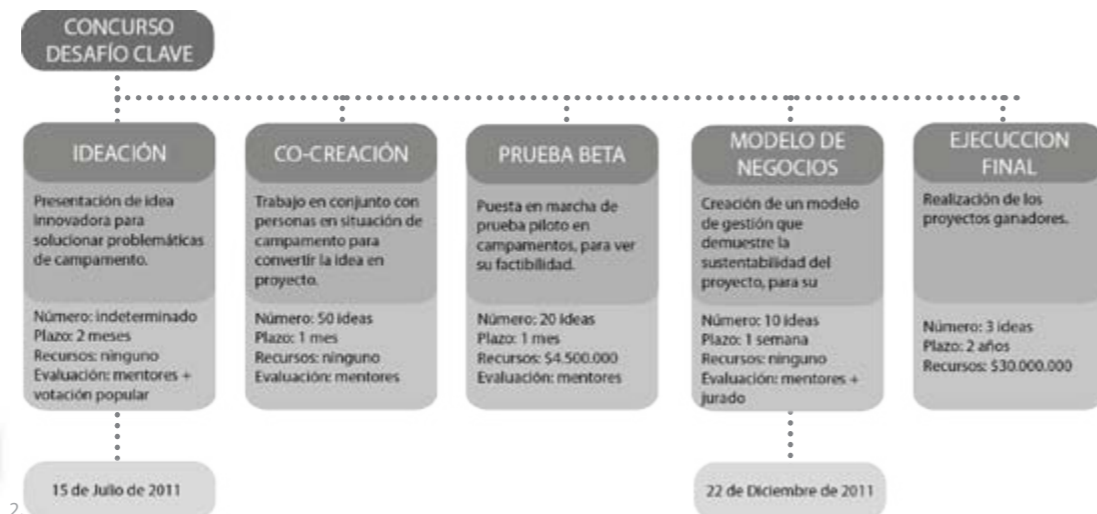 CONCURSO
DESAFÍO CLAVE
IDEACIÓN
Presentación de idea
innovadora para
solucionar problemáticas
de campamento.
Número: indeterminado
Plazo: 2 meses
Recursos: ninguno
Evaluación: mentores +
votación popular
15 de Julio de 2011
CO-CREACIÓN
Trabajo en conjunto con
personas en situación de
campamento para
convertir la idea en
proyecto.
Número: 50 ideas
Plazo: 1 mes
Recursos: ninguno
Evaluación: mentores
PRUEBA BETA
Puesta en marcha de
prueba piloto en
campamentos, para ver
su factibilidad.
Número: 20 ideas
Plazo: 1 mes
Recursos: $4.500.000
Evaluación: mentores
MODELO DE
NEGOCIOS
Creación de un modelo
de gestión que
demuestre la
sustentabilidad del
proyecto, para su
Número: 10 ideas
Plazo: 1 semana
Recursos: ninguno
Evaluación: mentores +
jurado
22 de Diciembre de 2011
EJECUCCION
FINAL
Realización de los
proyectos ganadores.
Número: 3 ideas
Plazo: 2 años
Recursos: $30.000.000
2